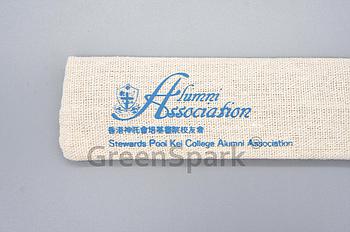 Alumni
Association
香港神託會培基書院校友會
Stewards Pooi Kei College Alumni Association
GreenSpark